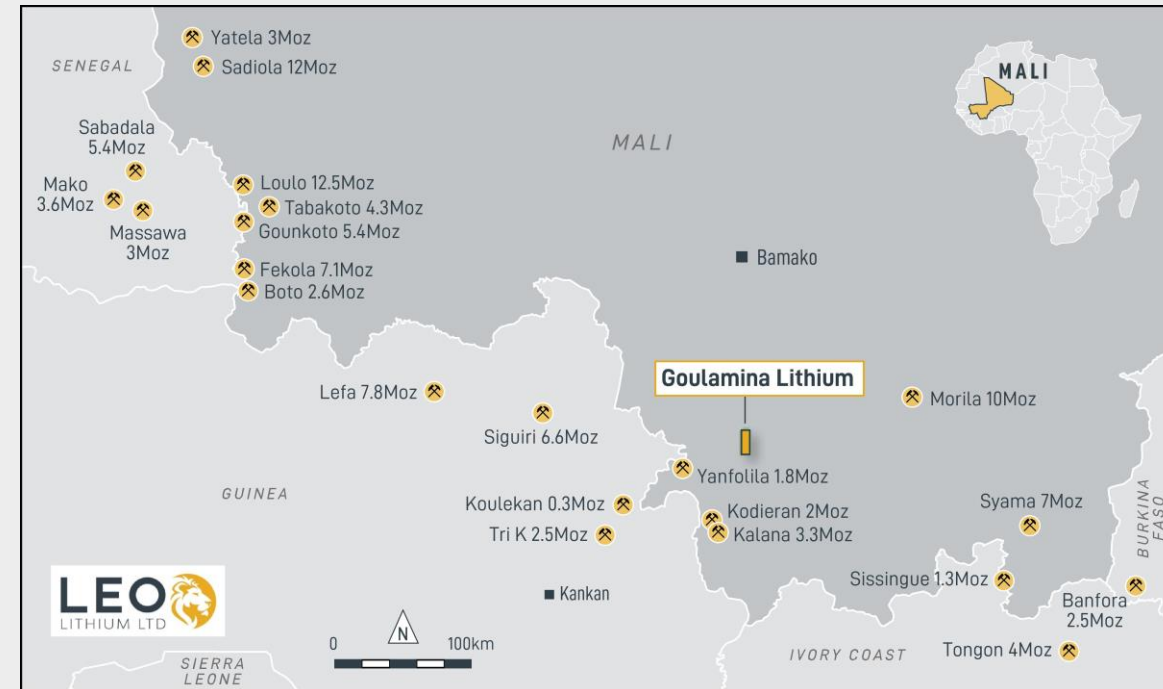 Yatela 3Moz
SENEGAL
Sadiola 12Moz
MALI
MALI
Sabadala
5.4Moz
Mako
3.6Moz
Massawa
3Moz
Loulo 12.5Moz
Tabakoto 4.3Moz
Gounkoto 5.4Moz
Fekola 7.1Moz
Boto 2.6Moz
Bamako
Goulamina Lithium
Lefa 7.8Moz
Morila 10Moz
Siguiri 6.6Moz
Yanfolila 1.8Moz
GUINEA
Koulekan 0.3Moz
Kodieran 2Moz
Syama 7Moz
BURKINA
FASO
Tri K 2.5Moz
Kalana 3.3Moz
Sissingue 1.3Moz
Kankan
Banfora
2.5Moz
LEO
LITHIUM LTD
N
0 100km
IVORY COAST
Tongon 4Moz
SIERRA
LEONE